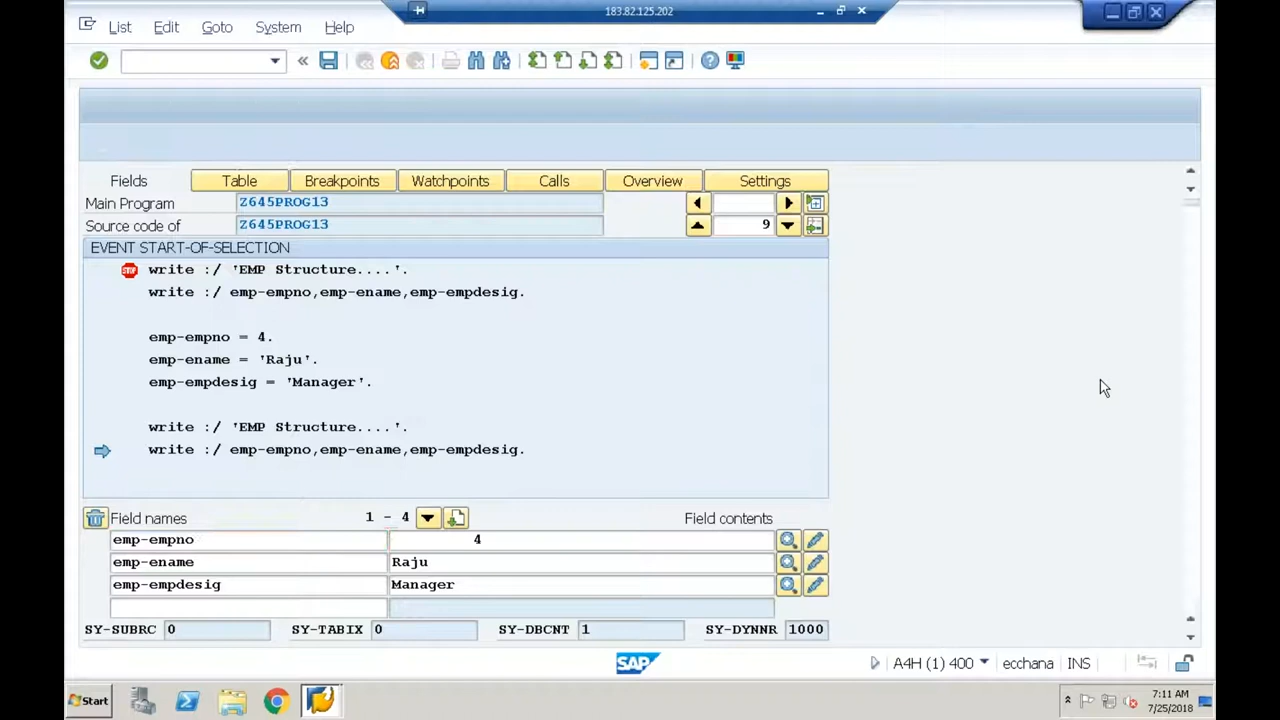 183.82.125.202
List Edit Goto System Help
Fields Table Breakpoints Watchpoints Calls Overview Settings
Main Program Z645PROG13
Source code of Z645PROG13 9
EVENT START-OF-SELECTION
STOP write :/ 'EMP Structure....'.
write :/ emp-empno,emp-ename,emp-empdesig.
emp-empno = 4.
emp-ename = 'Raju'.
emp-empdesig = 'Manager'.
write :/ 'EMP Structure....'.
write :/ emp-empno,emp-ename,emp-empdesig.
Field names 1 - 4 Field contents
emp-empno 4
emp-ename Raju
emp-empdesig Manager
SY-SUBRC 0 SY-TABIX 0 SY-DBCNT 1 SY-DYNNR 1000
SAP A4H (1) 400 ecchana INS
Start 7:11 AM
7/25/2018